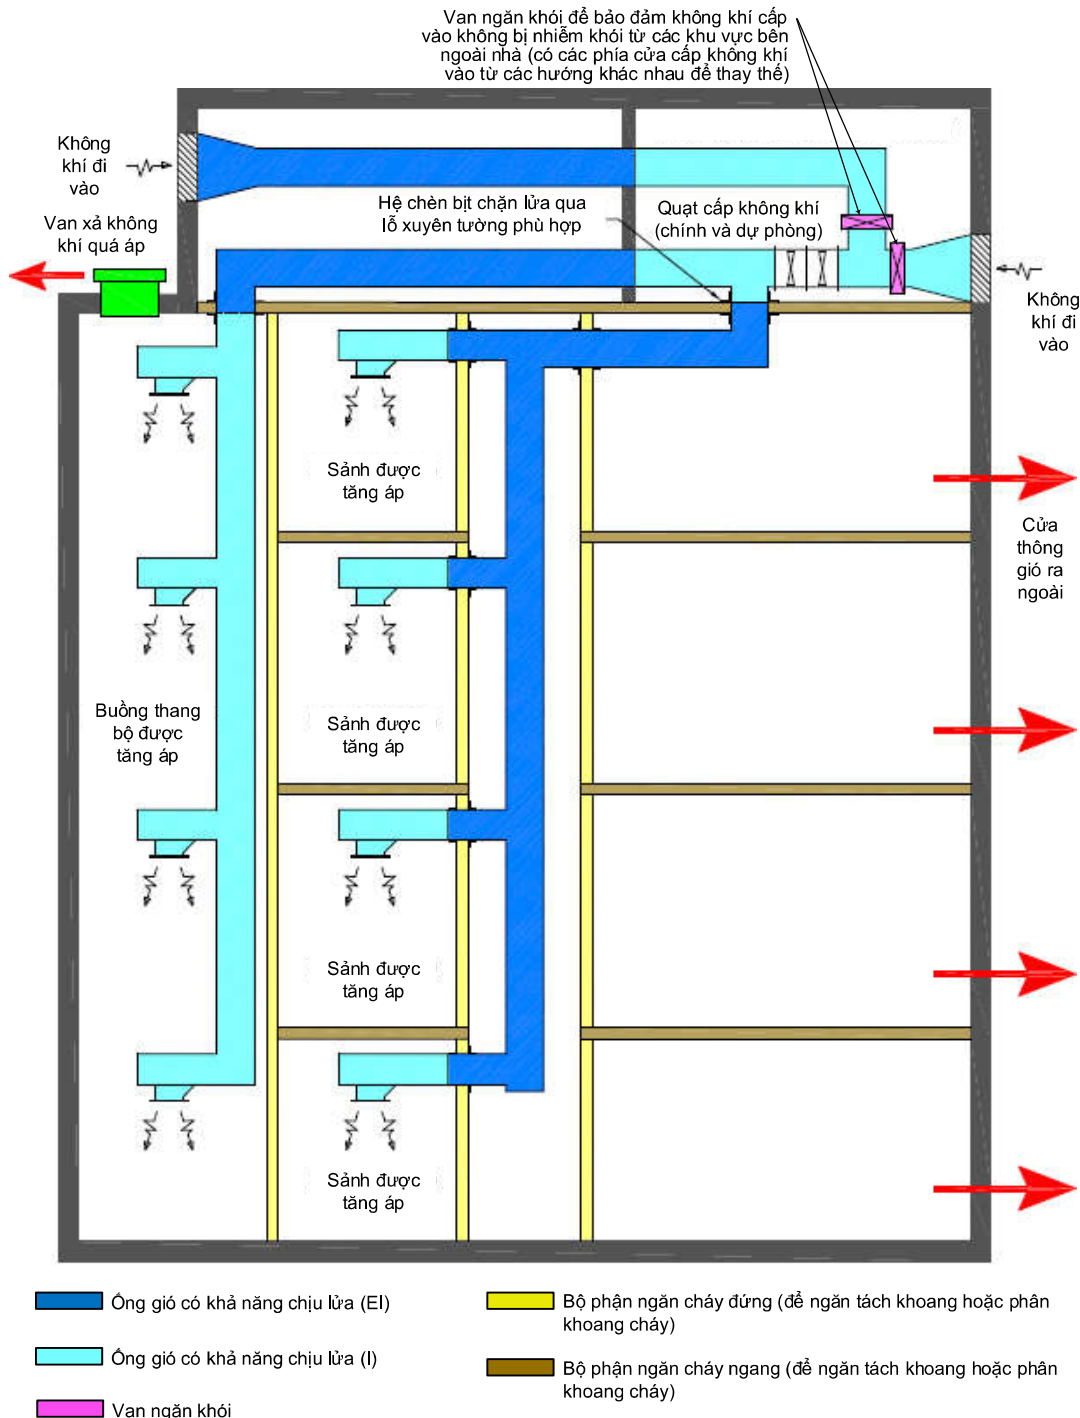 Van ngăn khói để bảo đảm không khí cấp
vào không bị nhiễm khói từ các khu vực bên
ngoài nhà (có các phía cửa cấp không khí
vào từ các hướng khác nhau để thay thế)
Không
khí đi
vào
Van xả không
khí quá áp
Hệ chèn bịt chặn lửa qua
lỗ xuyên tường phù hợp
Quạt cấp không khí
(chính và dự phòng)
Không
khí đi
vào
Sảnh được
tăng áp
Cửa
thông
gió ra
ngoài
Buồng thang
bộ được
tăng áp
Sảnh được
tăng áp
Sảnh được
tăng áp
Sảnh được
tăng áp
Ống gió có khả năng chịu lửa (EI)
Ống gió có khả năng chịu lửa (I)
Van ngăn khói
Bộ phận ngăn cháy đứng (để ngăn tách khoang hoặc phân
khoang cháy)
Bộ phận ngăn cháy ngang (để ngăn tách khoang hoặc phân
khoang cháy)